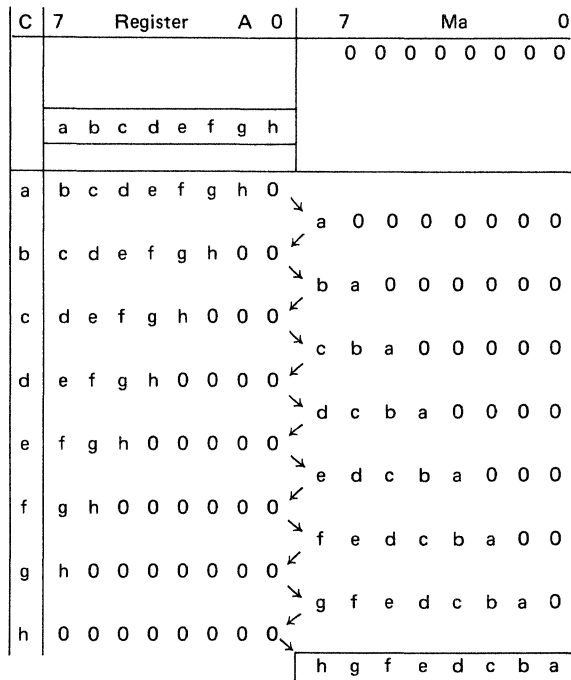 C 7 Register A 0 7 Ma 0
0 0 0 0 0 0 0 0
a b c d e f g h
a b c d e f g h 0 ↘
a 0 0 0 0 0 0 0
b c d e f g h 0 0 ↙
↘ b a 0 0 0 0 0 0
c d e f g h 0 0 0 ↙
↘ c b a 0 0 0 0 0
d e f g h 0 0 0 0 ↙
↘ d c b a 0 0 0 0
e f g h 0 0 0 0 0 ↙
↘ e d c b a 0 0 0
f g h 0 0 0 0 0 0 ↙
↘ f e d c b a 0 0
g h 0 0 0 0 0 0 0 ↙
↘ g f e d c b a 0
h 0 0 0 0 0 0 0 0 ↙
↘ h g f e d c b a